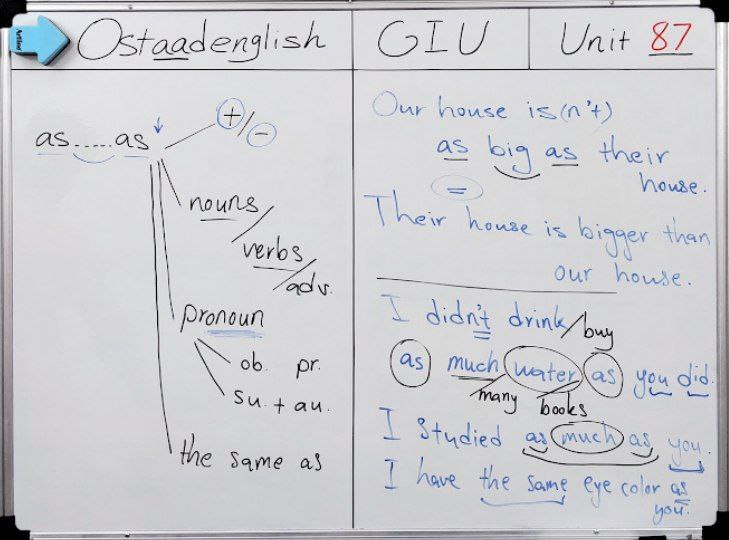 Ostaadenglish
GIU
Unit 87
as.....as
+/-
nouns/
verbs/
adv.
pronoun
ob. pr.
su. + au.
the same as
Our house is(n't)
as big as their
house.
=
Their house is bigger than
our house.
I didn't drink/buy
as much water as you did.
many books
I studied as much as you.
I have the same eye color as
you.